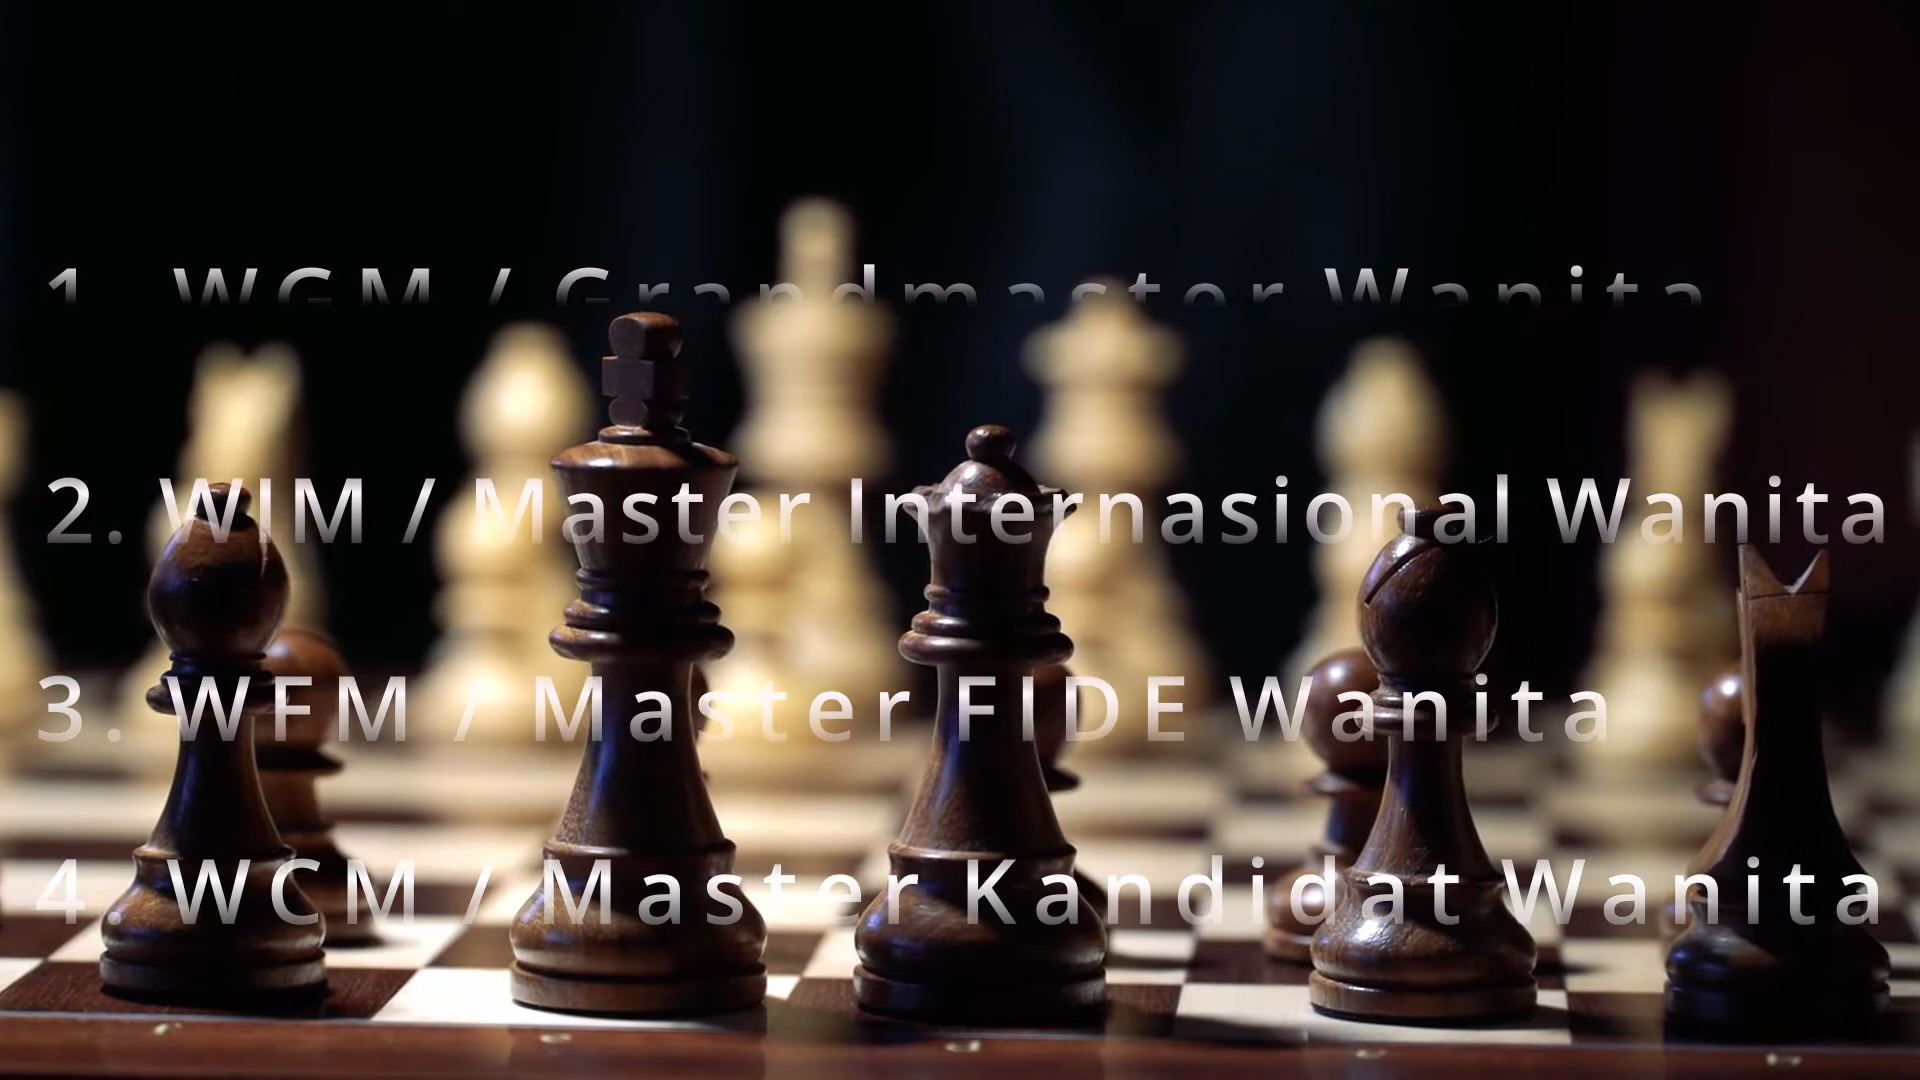 1. WGM / Grandmaster Wanita
2. WIM / Master Internasional Wanita
3. WFM / Master FIDE Wanita
4. WCM / Master Kandidat Wanita